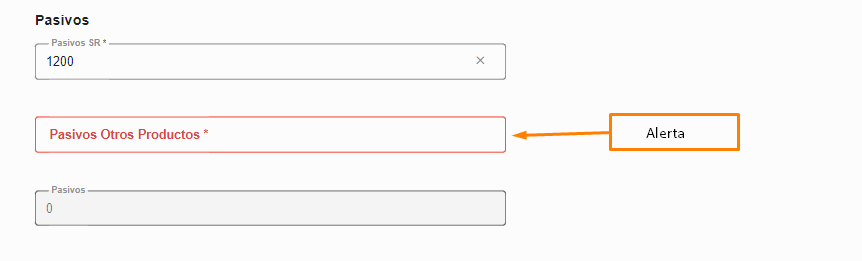 Pasivos
Pasivos SR *
1200
Pasivos Otros Productos *
Alerta
Pasivos
0